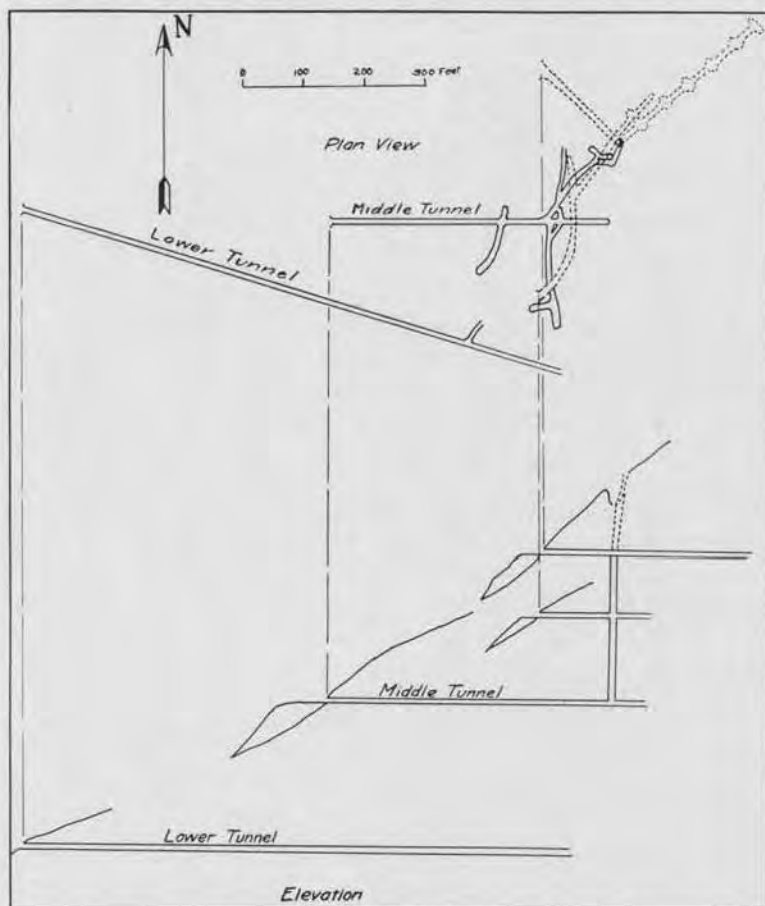 N
0 100 200 300 Feet
Plan View
Middle Tunnel
Lower Tunnel
Middle Tunnel
Lower Tunnel
Elevation